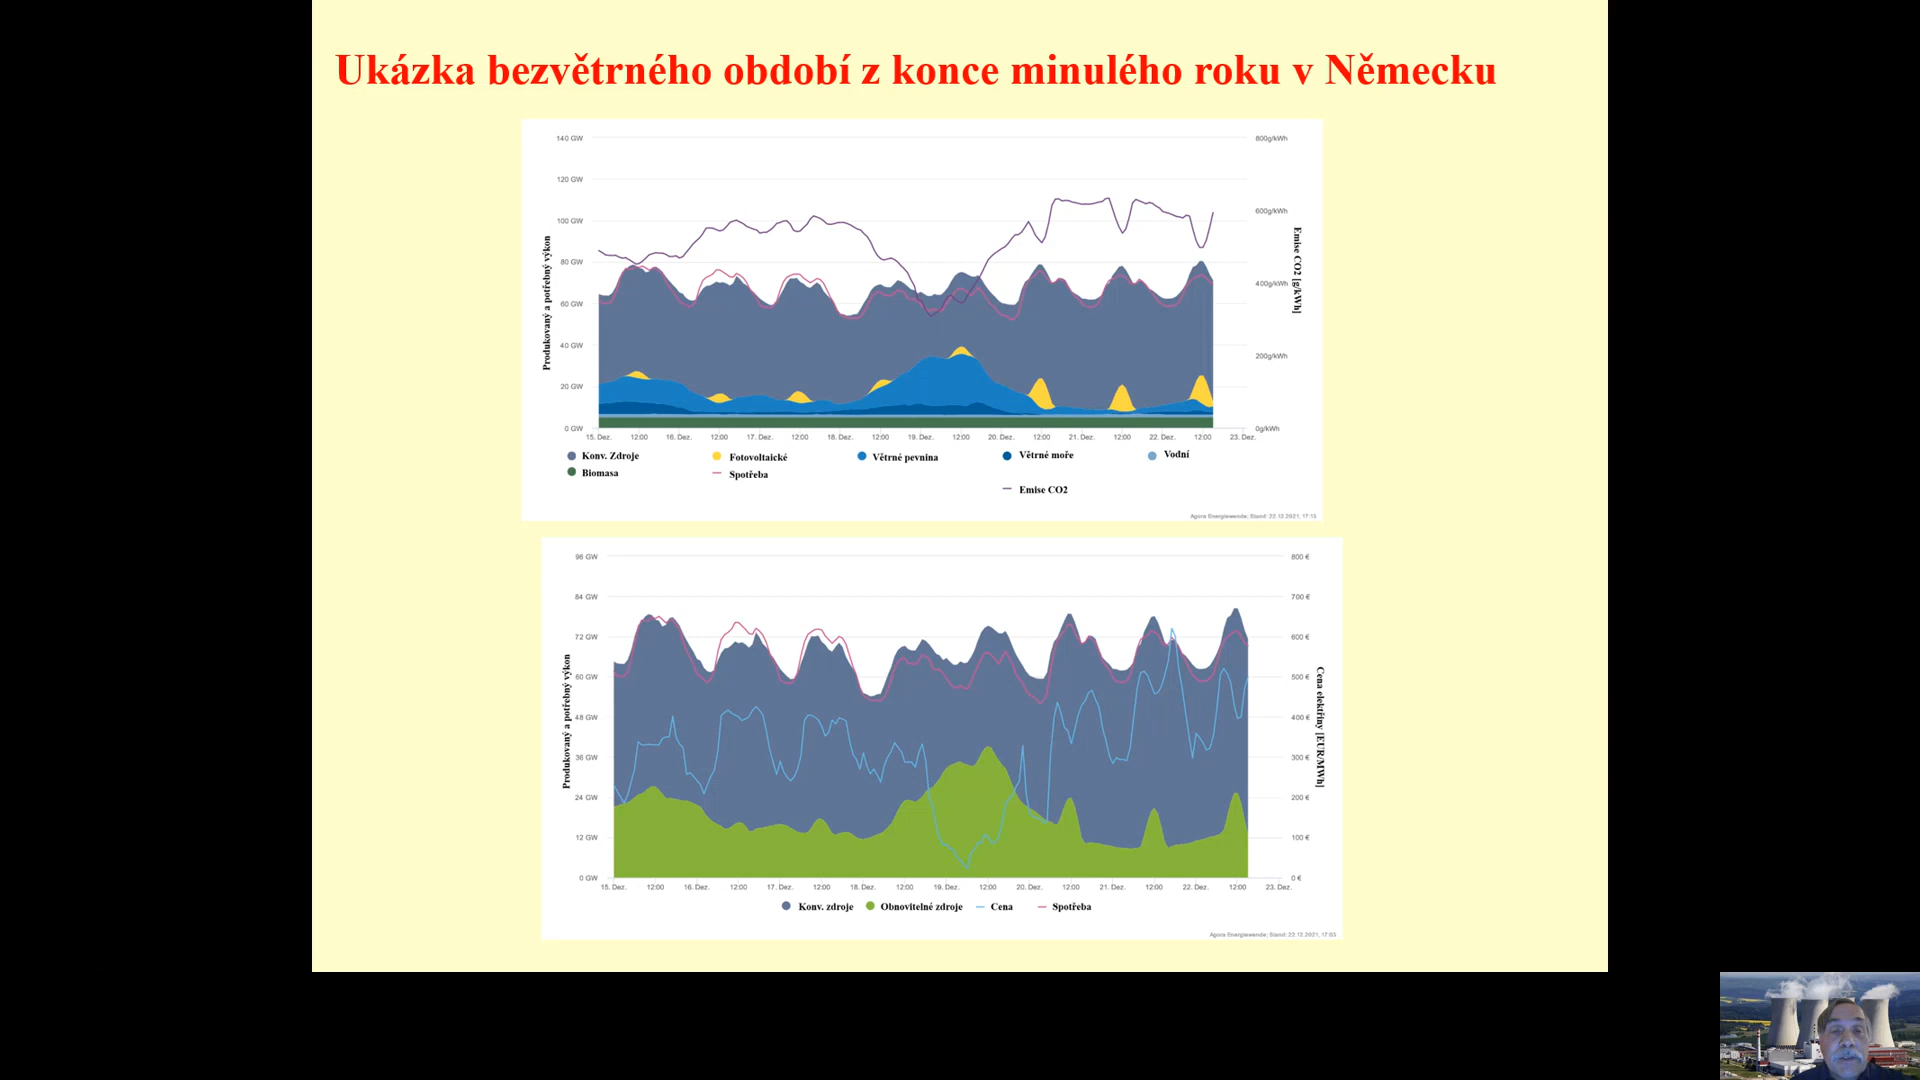 Ukázka bezvětrného období z konce minulého roku v Německu
140 GW
120 GW
100 GW
80 GW
60 GW
40 GW
20 GW
0 GW
Produkovaný a potřebný výkon
800g/kWh
600g/kWh
400g/kWh
200g/kWh
0g/kWh
Emise CO2 [g/kWh]
15. Dez. 12:00 16. Dez. 12:00 17. Dez. 12:00 18. Dez. 12:00 19. Dez. 12:00 20. Dez. 12:00 21. Dez. 12:00 22. Dez. 12:00 23. Dez.
Konv. Zdroje Fotovoltaické Větrné pevnina Větrné moře Vodní
Biomasa Spotřeba
Emise CO2
Agora Energiewende; Stand: 22.12.2021, 17:13
96 GW
84 GW
72 GW
60 GW
48 GW
36 GW
24 GW
12 GW
0 GW
Produkovaný a potřebný výkon
800 €
700 €
600 €
500 €
400 €
300 €
200 €
100 €
0 €
Cena elektřiny [EUR/MWh]
15. Dez. 12:00 16. Dez. 12:00 17. Dez. 12:00 18. Dez. 12:00 19. Dez. 12:00 20. Dez. 12:00 21. Dez. 12:00 22. Dez. 12:00 23. Dez.
Konv. zdroje Obnovitelné zdroje Cena Spotřeba
Agora Energiewende; Stand: 22.12.2021, 17:03